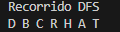 Recorrido DFS
D B C R H A T